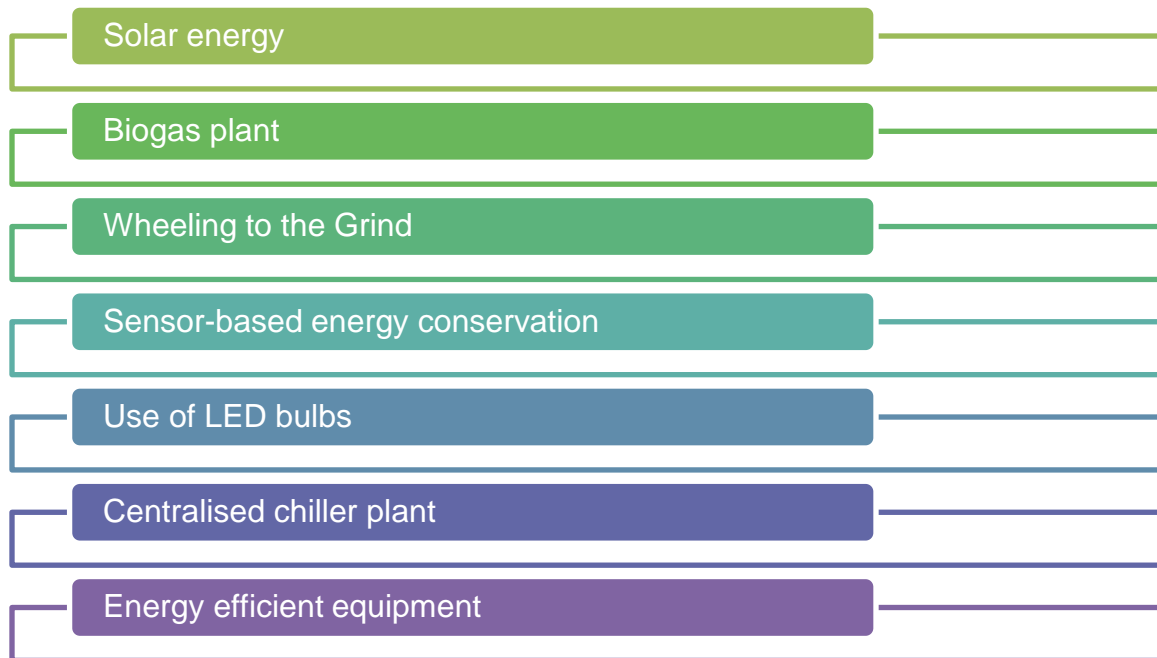 Solar energy
Biogas plant
Wheeling to the Grind
Sensor-based energy conservation
Use of LED bulbs
Centralised chiller plant
Energy efficient equipment